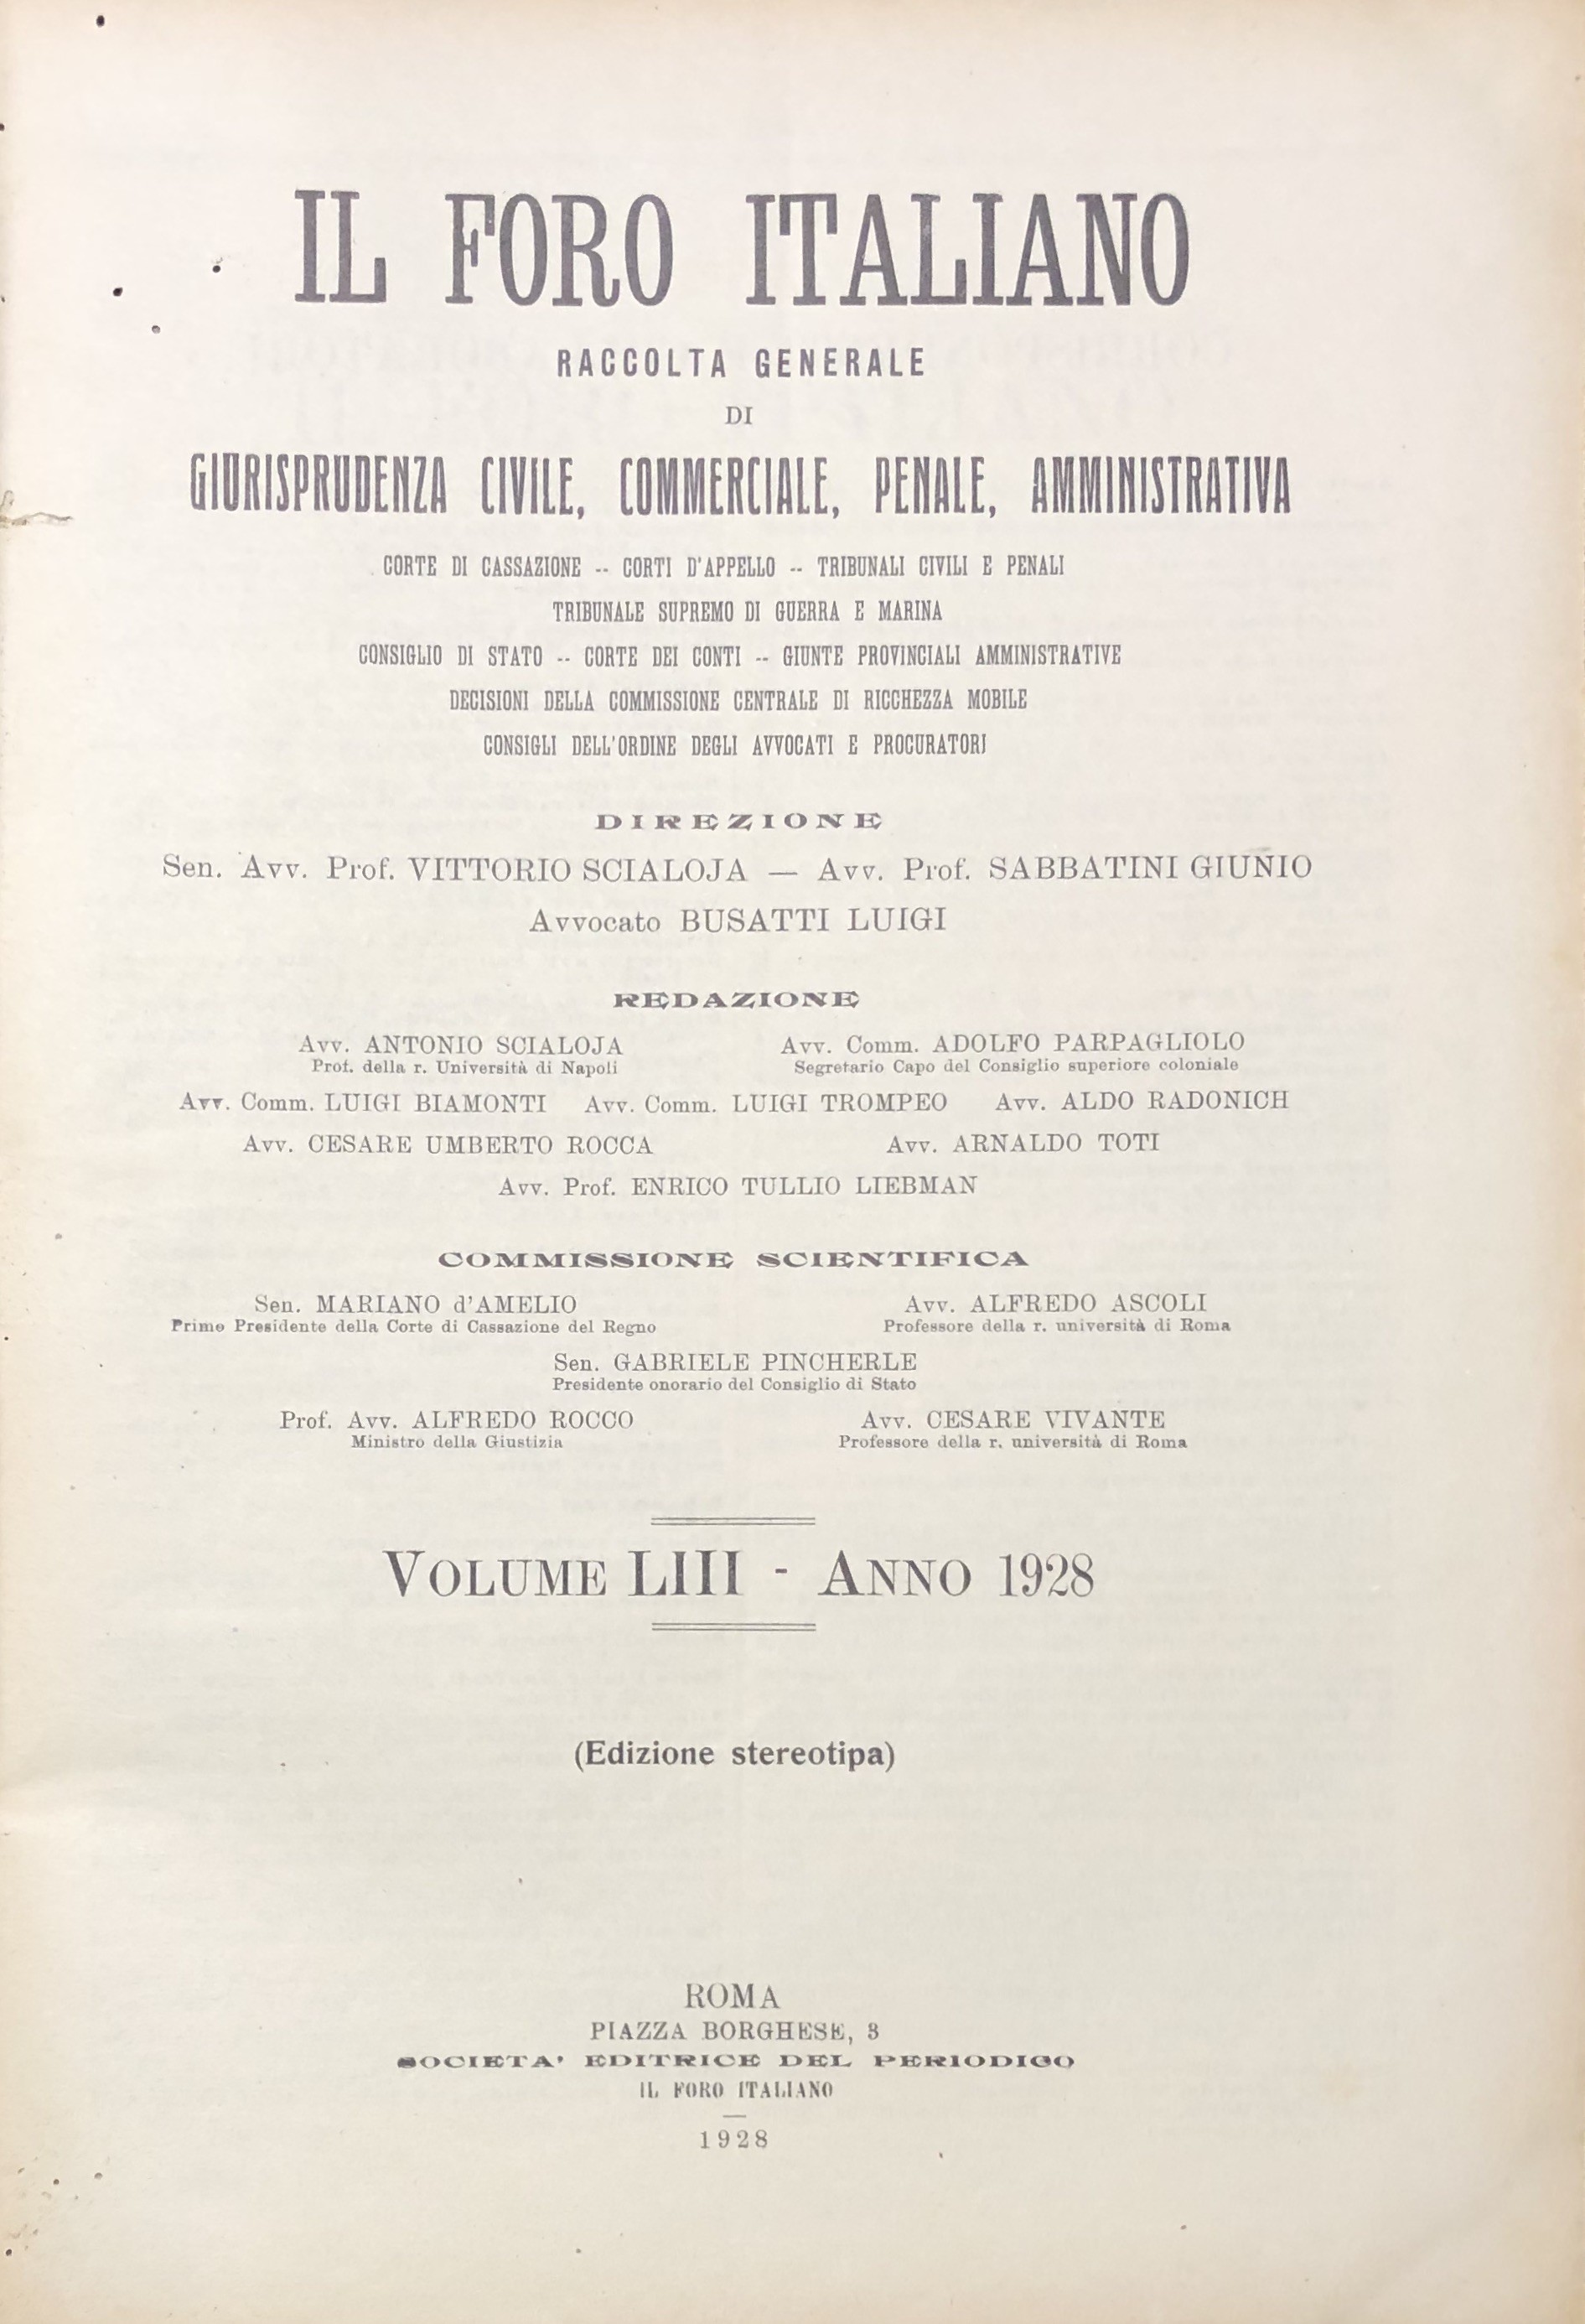 IL FORO ITALIANO
RACCOLTA GENERALE
DI
GIURISPRUDENZA CIVILE, COMMERCIALE, PENALE, AMMINISTRATIVA
CORTE DI CASSAZIONE -- CORTI D'APPELLO -- TRIBUNALI CIVILI E PENALI
TRIBUNALE SUPREMO DI GUERRA E MARINA
CONSIGLIO DI STATO -- CORTE DEI CONTI -- GIUNTE PROVINCIALI AMMINISTRATIVE
DECISIONI DELLA COMMISSIONE CENTRALE DI RICCHEZZA MOBILE
CONSIGLI DELL'ORDINE DEGLI AVVOCATI E PROCURATORI
DIREZIONE
Sen. Avv. Prof. VITTORIO SCIALOJA — Avv. Prof. SABBATINI GIUNIO
Avvocato BUSATTI LUIGI
REDAZIONE
Avv. ANTONIO SCIALOJA Avv. Comm. ADOLFO PARPAGLIOLO
Prof. della r. Università di Napoli Segretario Capo del Consiglio superiore coloniale
Avv. Comm. LUIGI BIAMONTI Avv. Comm. LUIGI TROMPEO Avv. ALDO RADONICH
Avv. CESARE UMBERTO ROCCA Avv. ARNALDO TOTI
Avv. Prof. ENRICO TULLIO LIEBMAN
COMMISSIONE SCIENTIFICA
Sen. MARIANO d'AMELIO Avv. ALFREDO ASCOLI
Primo Presidente della Corte di Cassazione del Regno Professore della r. università di Roma
Sen. GABRIELE PINCHERLE
Presidente onorario del Consiglio di Stato
Prof. Avv. ALFREDO ROCCO Avv. CESARE VIVANTE
Ministro della Giustizia Professore della r. università di Roma
VOLUME LIII - ANNO 1928
(Edizione stereotipa)
ROMA
PIAZZA BORGHESE, 3
SOCIETA' EDITRICE DEL PERIODICO
IL FORO ITALIANO
1928